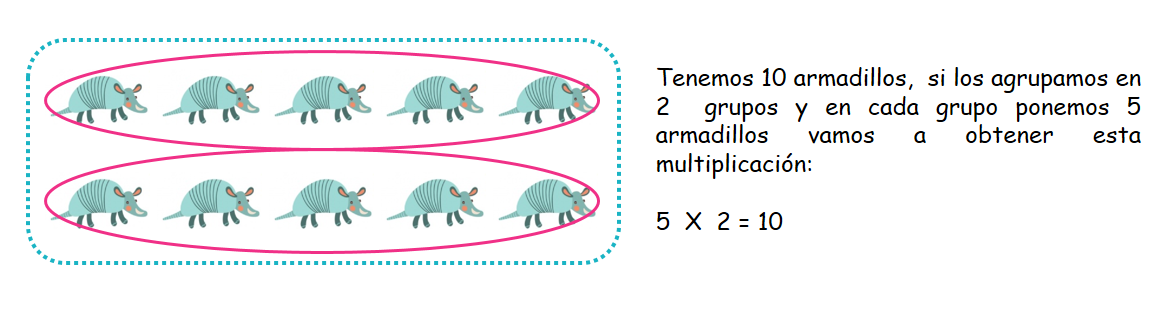 Tenemos 10 armadillos, si los agrupamos en
2 grupos y en cada grupo ponemos 5
armadillos vamos a obtener esta
multiplicación:
5 X 2 = 10